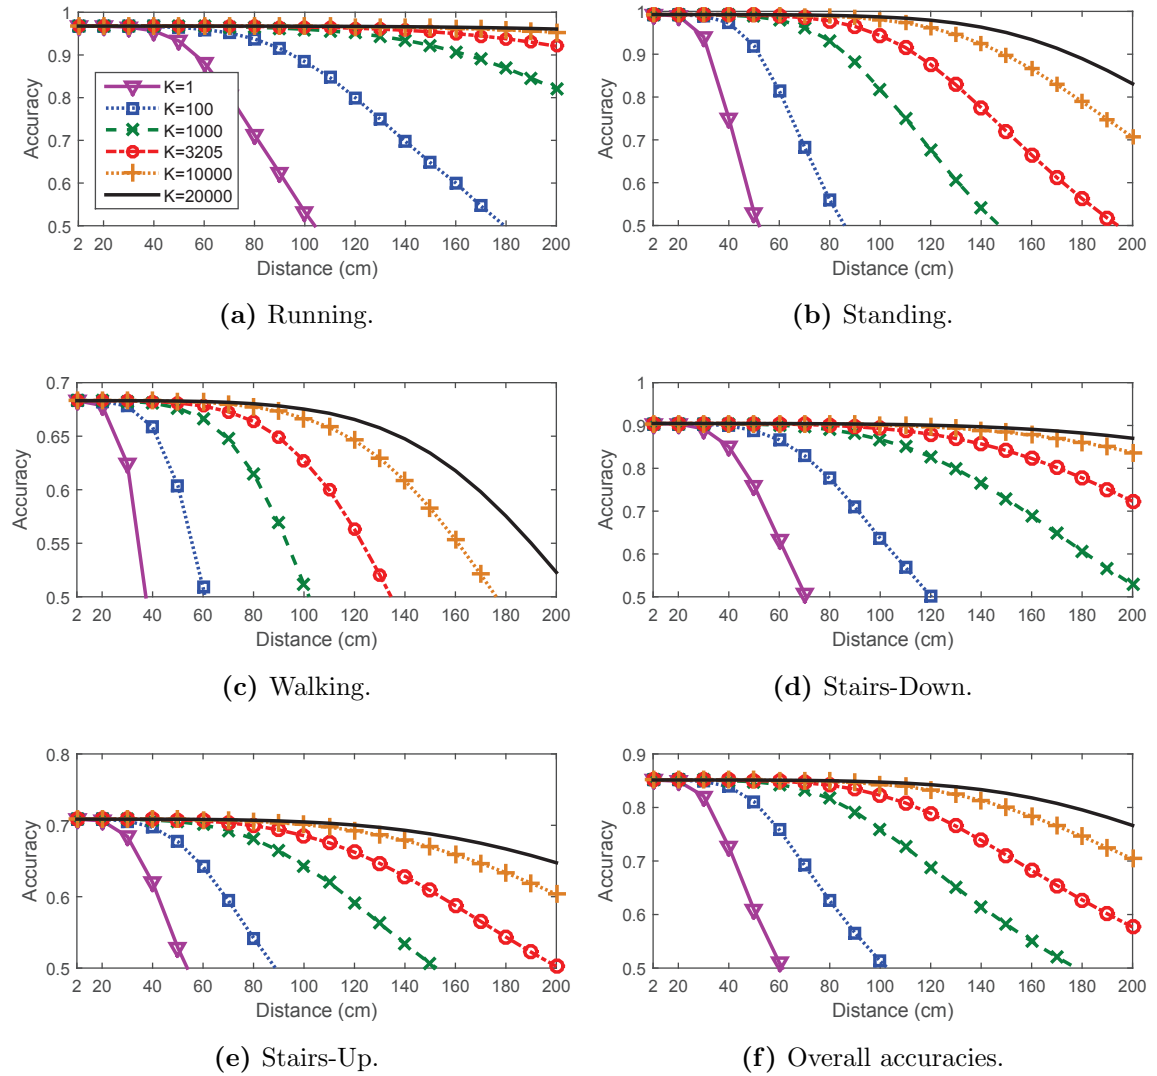 1
0.9
0.8
0.7
0.6
0.5
Accuracy
K=1
K=100
K=1000
K=3205
K=10000
K=20000
2 20 40 60 80 100 120 140 160 180 200
Distance (cm)
(a) Running.
1
0.9
0.8
0.7
0.6
0.5
Accuracy
2 20 40 60 80 100 120 140 160 180 200
Distance (cm)
(b) Standing.
0.7
0.65
0.6
0.55
0.5
Accuracy
2 20 40 60 80 100 120 140 160 180 200
Distance (cm)
(c) Walking.
1
0.9
0.8
0.7
0.6
0.5
Accuracy
2 20 40 60 80 100 120 140 160 180 200
Distance (cm)
(d) Stairs-Down.
0.8
0.7
0.6
0.5
Accuracy
2 20 40 60 80 100 120 140 160 180 200
Distance (cm)
(e) Stairs-Up.
0.9
0.8
0.7
0.6
0.5
Accuracy
2 20 40 60 80 100 120 140 160 180 200
Distance (cm)
(f) Overall accuracies.